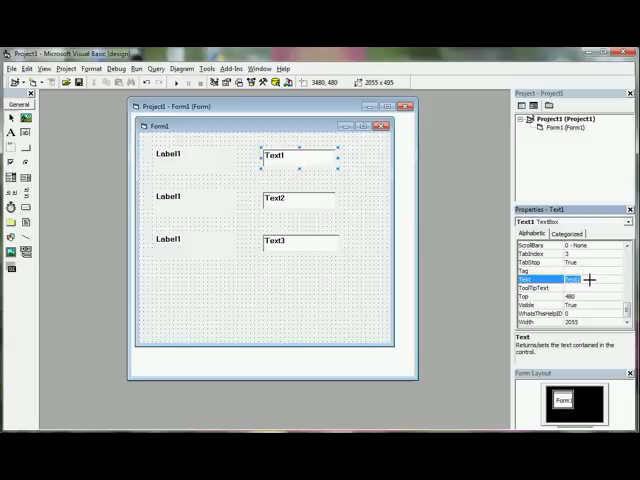 Project1 - Microsoft Visual Basic [design]
File Edit View Project Format Debug Run Query Diagram Tools Add-Ins Window Help
3480, 480
2055 x 495
General
Project1 - Form1 (Form)
Form1
Label1
Text1
Label1
Text2
Label1
Text3
Project - Project1
Project1 (Project1)
Form1 (Form1)
Properties - Text1
Text1 TextBox
Alphabetic Categorized
ScrollBars 0 - None
TabIndex 3
TabStop True
Tag
Text Text1
ToolTipText
Top 480
Visible True
WhatsThisHelpID 0
Width 2055
Text
Returns/sets the text contained in the
control.
Form Layout
Form1